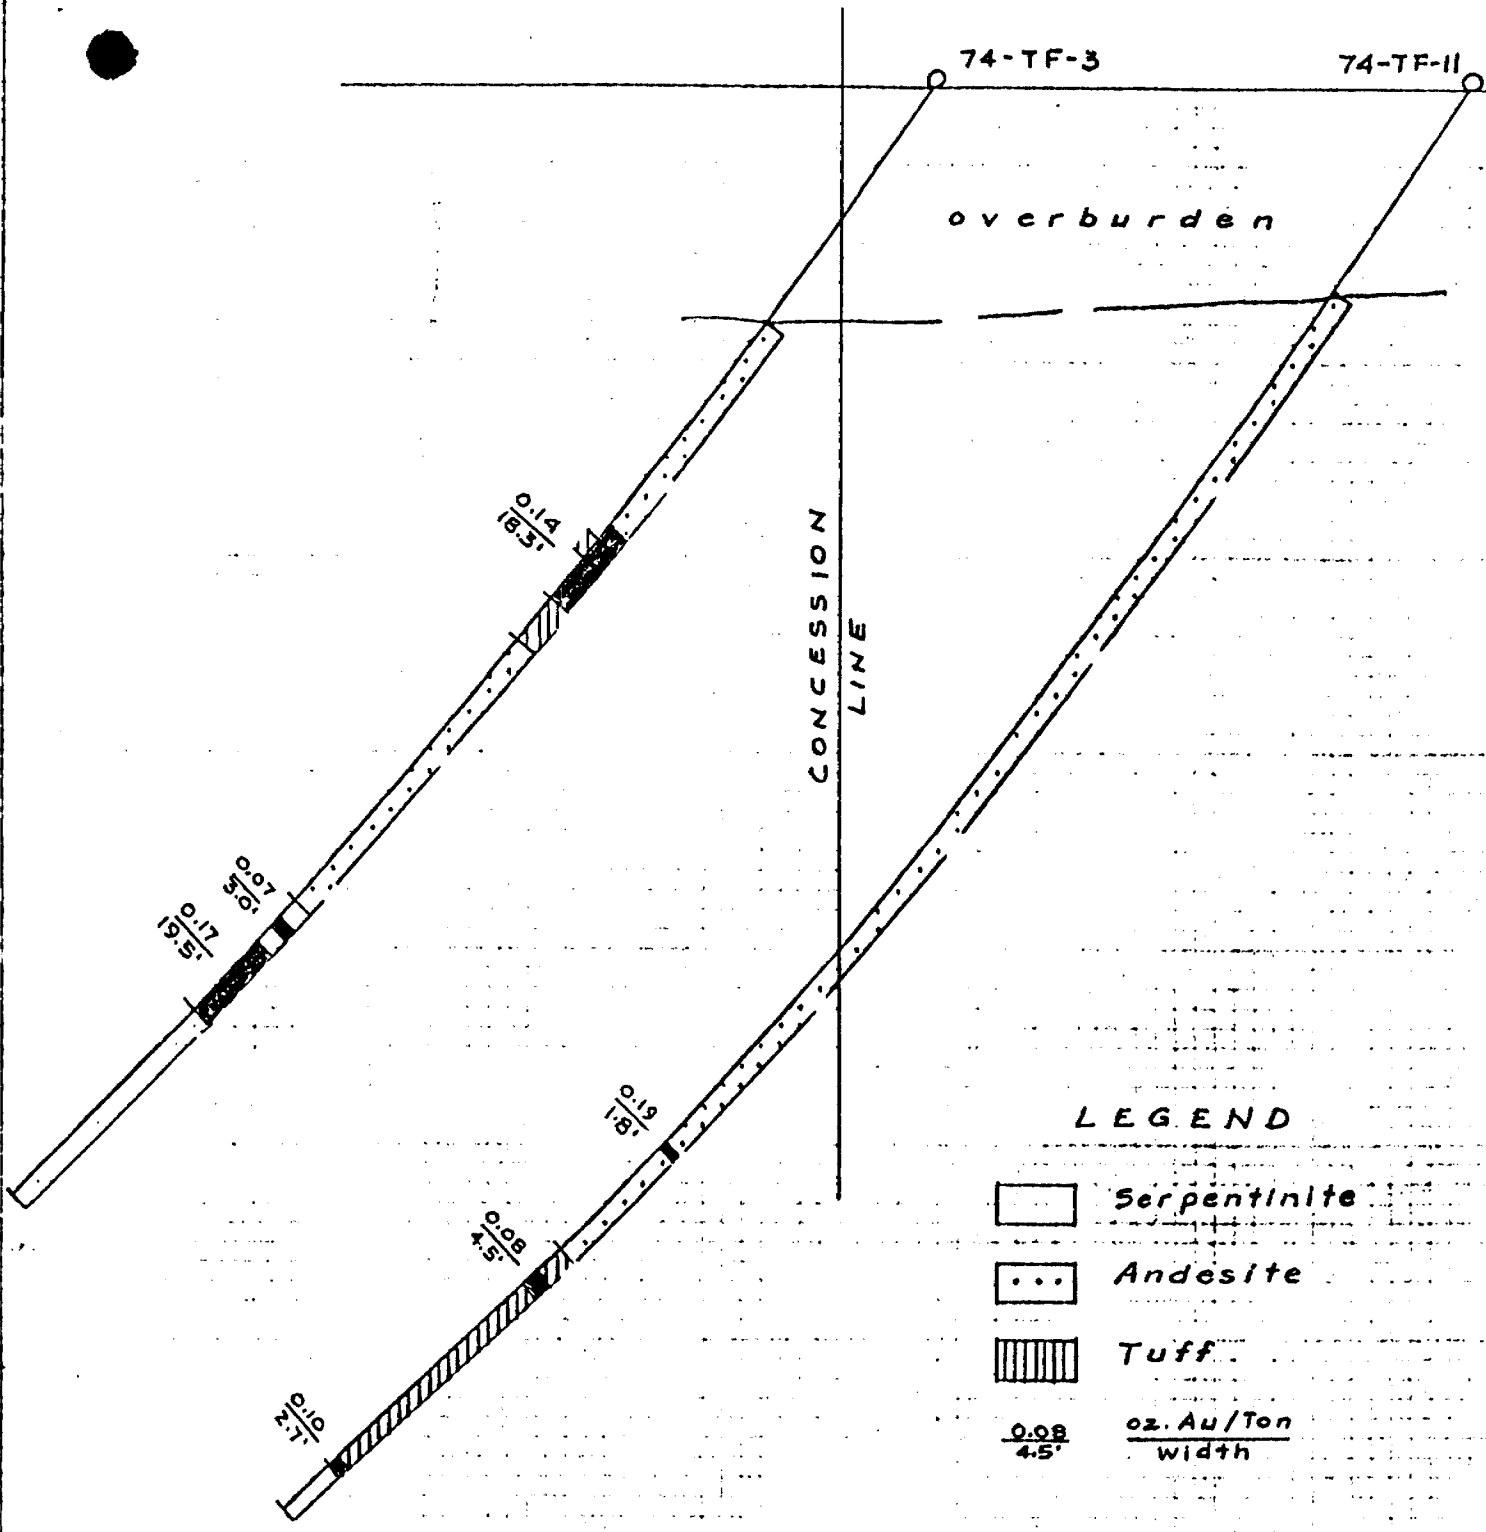 74-TF-3
74-TF-11
overburden
0.14
18.3'
CONCESSION
LINE
0.07
3.0'
0.17
19.5'
0.19
1.8'
0.08
4.5'
0.10
2.7'
LEGEND
Serpentinite
Andesite
Tuff
0.08
4.5'
oz. Au/Ton
width